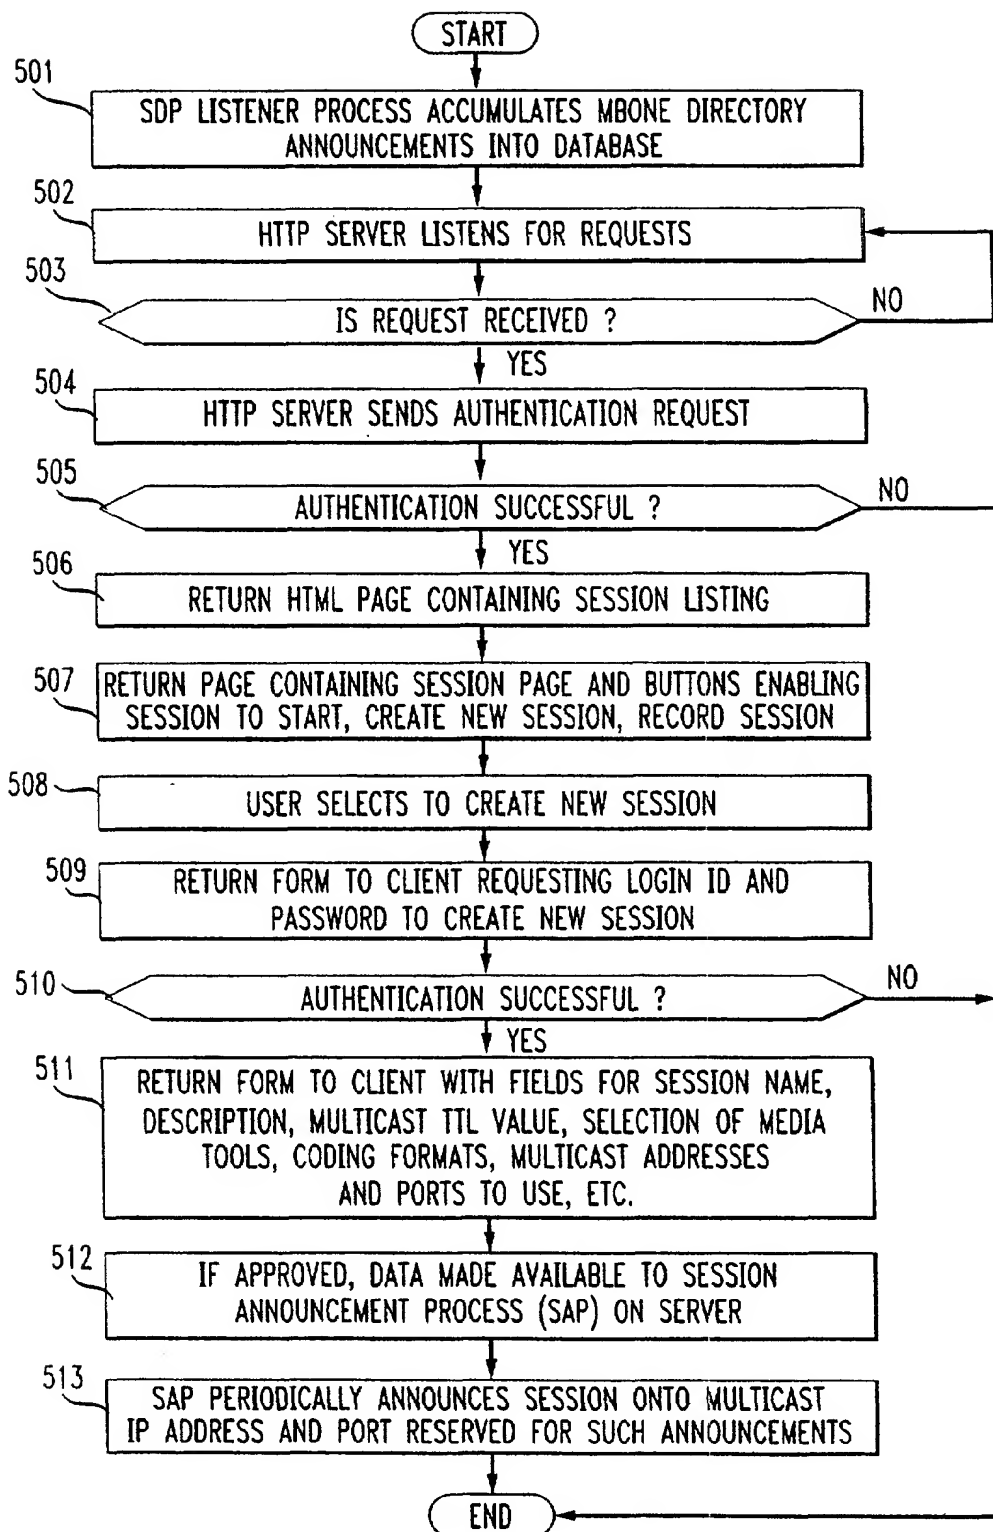 START
501
SDP LISTENER PROCESS ACCUMULATES MBONE DIRECTORY
ANNOUNCEMENTS INTO DATABASE
502
HTTP SERVER LISTENS FOR REQUESTS
503
IS REQUEST RECEIVED ?
NO
YES
504
HTTP SERVER SENDS AUTHENTICATION REQUEST
505
AUTHENTICATION SUCCESSFUL ?
NO
YES
506
RETURN HTML PAGE CONTAINING SESSION LISTING
507
RETURN PAGE CONTAINING SESSION PAGE AND BUTTONS ENABLING
SESSION TO START, CREATE NEW SESSION, RECORD SESSION
508
USER SELECTS TO CREATE NEW SESSION
509
RETURN FORM TO CLIENT REQUESTING LOGIN ID AND
PASSWORD TO CREATE NEW SESSION
510
AUTHENTICATION SUCCESSFUL ?
NO
YES
511
RETURN FORM TO CLIENT WITH FIELDS FOR SESSION NAME,
DESCRIPTION, MULTICAST TTL VALUE, SELECTION OF MEDIA
TOOLS, CODING FORMATS, MULTICAST ADDRESSES
AND PORTS TO USE, ETC.
512
IF APPROVED, DATA MADE AVAILABLE TO SESSION
ANNOUNCEMENT PROCESS (SAP) ON SERVER
513
SAP PERIODICALLY ANNOUNCES SESSION ONTO MULTICAST
IP ADDRESS AND PORT RESERVED FOR SUCH ANNOUNCEMENTS
END